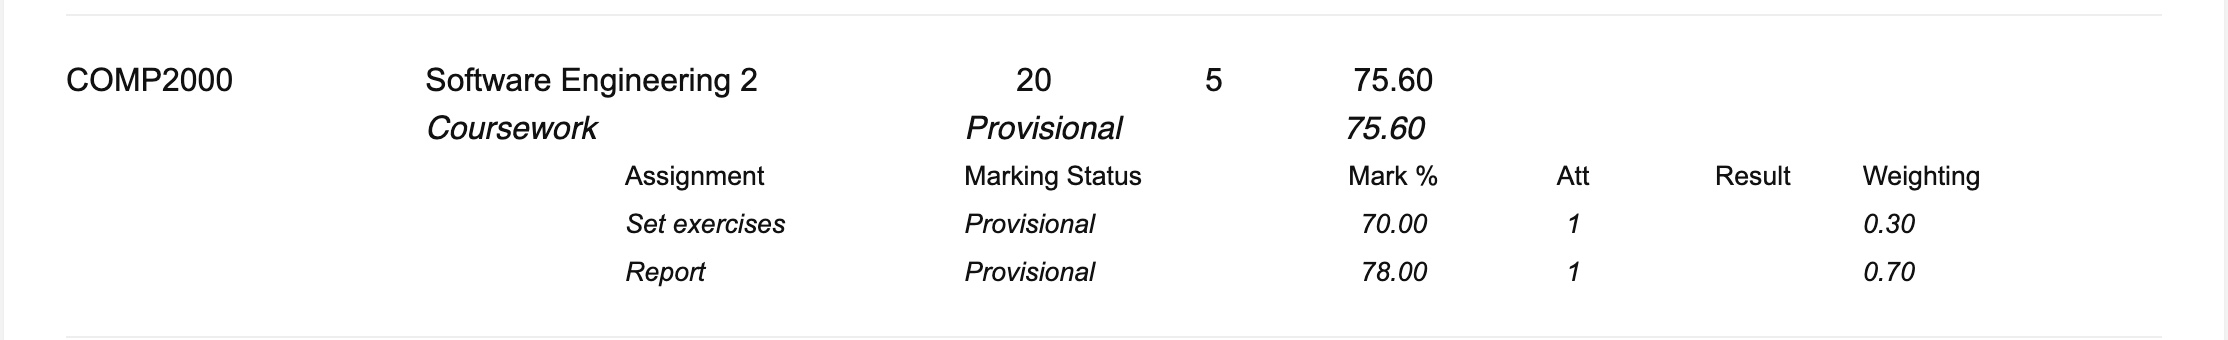 COMP2000 Software Engineering 2 20 5 75.60
Coursework Provisional 75.60
Assignment Marking Status Mark % Att Result Weighting
Set exercises Provisional 70.00 1 0.30
Report Provisional 78.00 1 0.70